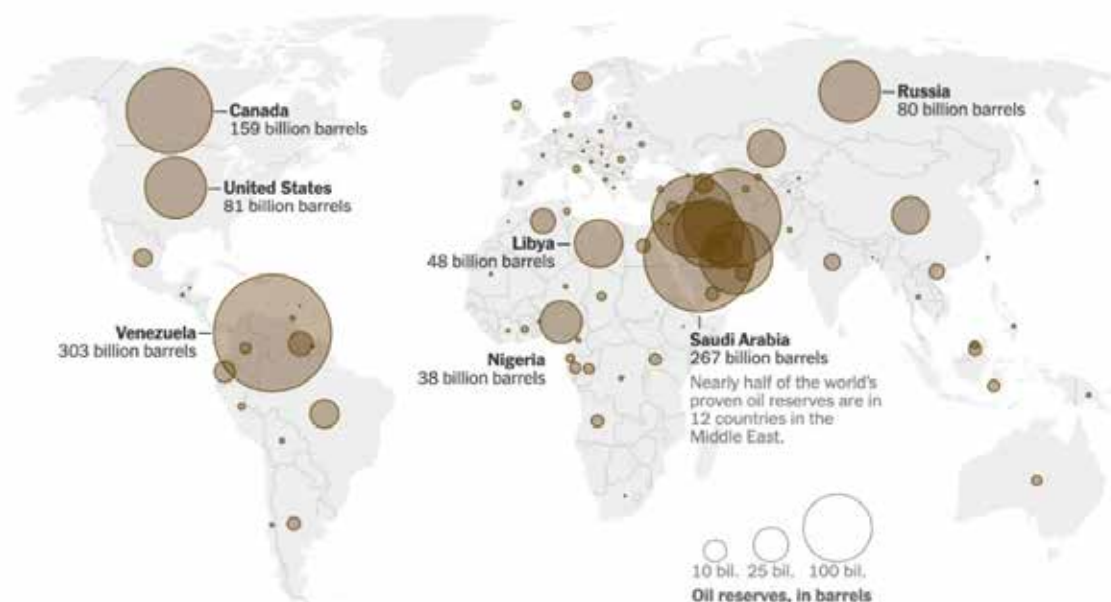 Canada
159 billion barrels
United States
81 billion barrels
Venezuela
303 billion barrels
Libya
48 billion barrels
Nigeria
38 billion barrels
Russia
80 billion barrels
Saudi Arabia
267 billion barrels
Nearly half of the world's
proven oil reserves are in
12 countries in the
Middle East.
10 bil. 25 bil. 100 bil.
Oil reserves, in barrels